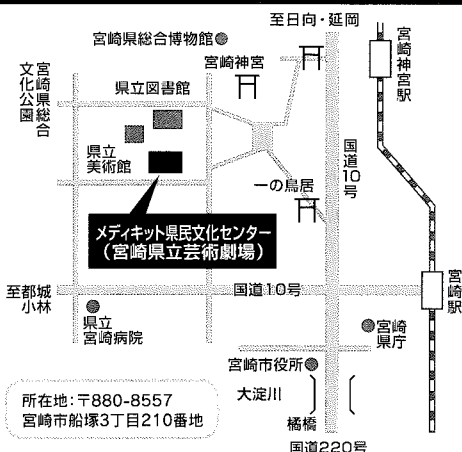 至日向・延岡
宮崎県総合博物館
宮崎神宮
宮崎神宮駅
県立図書館
宮崎県総合
文化公園
県立
美術館
国道10号
一の鳥居
メディキット県民文化センター
(宮崎県立芸術劇場)
至都城
小林
国道10号
宮崎駅
県立
宮崎病院
宮崎
県庁
宮崎市役所
大淀川
橘橋
所在地:〒880-8557
宮崎市船塚3丁目210番地
国道220号